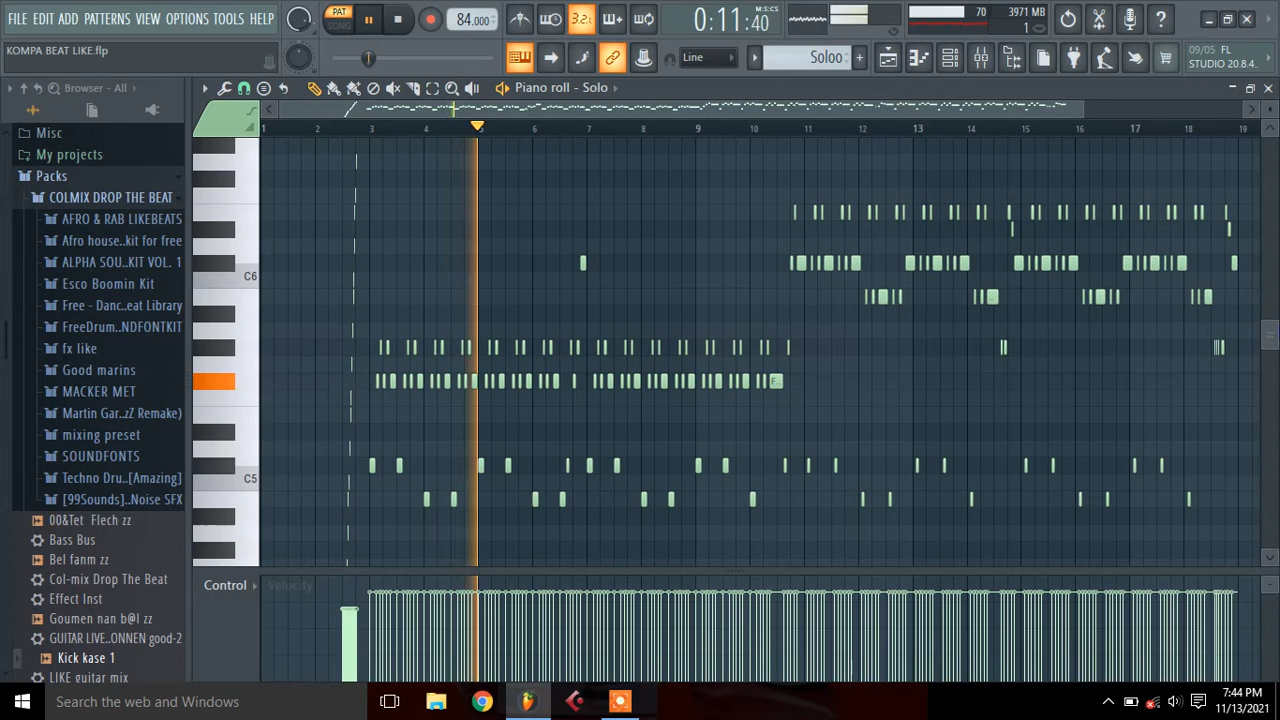 FILE EDIT ADD PATTERNS VIEW OPTIONS TOOLS HELP
KOMPA BEAT LIKE.flp
PAT
SONG
84.000
3.2
0:11:40
M:S:CS
70
3971 MB
1
Line
Soloo
09/05 FL
STUDIO 20.8.4
Browser - All
Piano roll - Solo
Misc
My projects
Packs
COLMIX DROP THE BEAT
AFRO & RAB LIKEBEATS
Afro house..kit for free
ALPHA SOU..KIT VOL. 1
Esco Boomin Kit
Free - Danc..eat Library
FreeDrum..NDFONTKIT
fx like
Good marins
MACKER MET
Martin Gar..zZ Remake)
mixing preset
SOUNDFONTS
Techno Dru..[Amazing]
[99Sounds]..Noise SFX
00&Tet Flech zz
Bass Bus
Bel fanm zz
Col-mix Drop The Beat
Effect Inst
Goumen nan b@l zz
GUITAR LIVE..ONNEN good-2
Kick kase 1
LIKE guitar mix
1 2 3 4 5 6 7 8 9 10 11 12 13 14 15 16 17 18 19
C6
C5
F...
Control
Velocity
Search the web and Windows
7:44 PM
11/13/2021